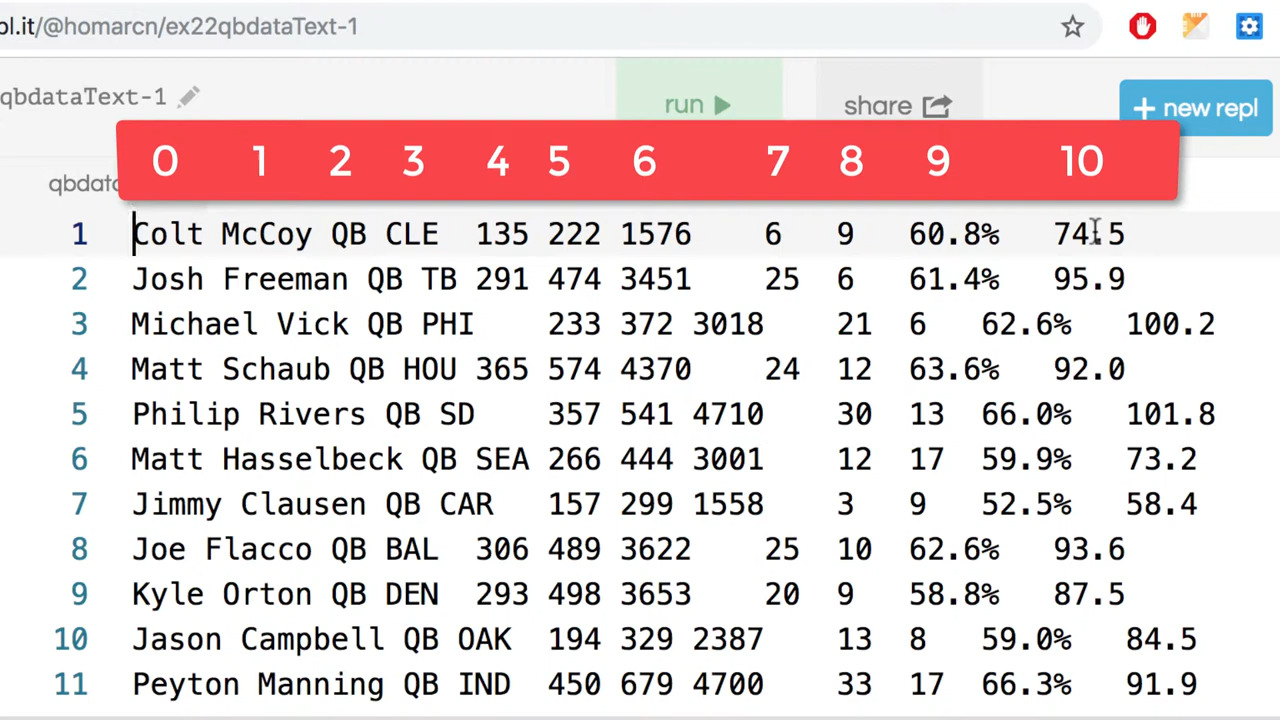 pl.it/@homarcn/ex22qbdataText-1
qbdataText-1
run
share
+ new repl
0 1 2 3 4 5 6 7 8 9 10
qbdata
1 Colt McCoy QB CLE 135 222 1576 6 9 60.8% 74.5
2 Josh Freeman QB TB 291 474 3451 25 6 61.4% 95.9
3 Michael Vick QB PHI 233 372 3018 21 6 62.6% 100.2
4 Matt Schaub QB HOU 365 574 4370 24 12 63.6% 92.0
5 Philip Rivers QB SD 357 541 4710 30 13 66.0% 101.8
6 Matt Hasselbeck QB SEA 266 444 3001 12 17 59.9% 73.2
7 Jimmy Clausen QB CAR 157 299 1558 3 9 52.5% 58.4
8 Joe Flacco QB BAL 306 489 3622 25 10 62.6% 93.6
9 Kyle Orton QB DEN 293 498 3653 20 9 58.8% 87.5
10 Jason Campbell QB OAK 194 329 2387 13 8 59.0% 84.5
11 Peyton Manning QB IND 450 679 4700 33 17 66.3% 91.9